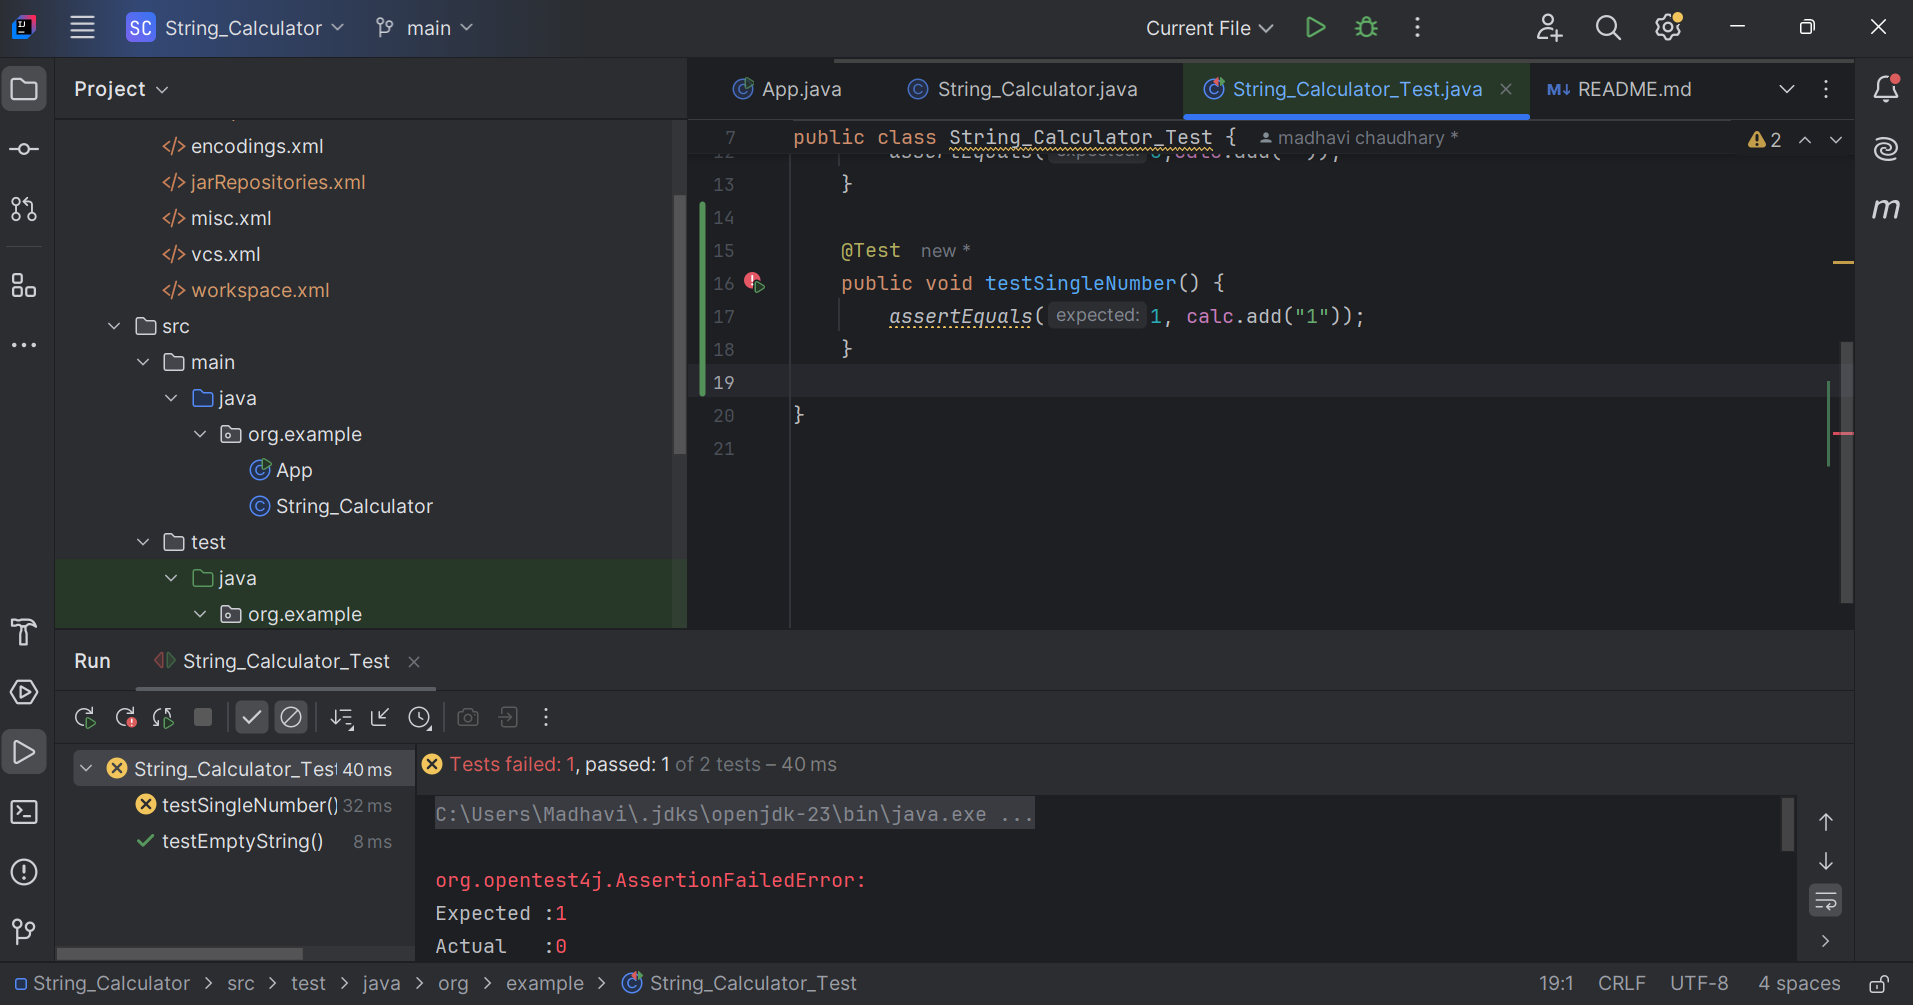 SC String_Calculator main Current File
Project
App.java String_Calculator.java String_Calculator_Test.java README.md
encodings.xml
jarRepositories.xml
misc.xml
vcs.xml
workspace.xml
src
main
java
org.example
App
String_Calculator
test
java
org.example
7 public class String_Calculator_Test { madhavi chaudhary *
2
12 assertEquals( expected: 0,calc.add(""));
13 }
14
15 @Test new *
16 public void testSingleNumber() {
17 assertEquals( expected: 1, calc.add("1"));
18 }
19
20 }
21
Run String_Calculator_Test
String_Calculator_Test 40 ms
testSingleNumber() 32 ms
testEmptyString() 8 ms
Tests failed: 1, passed: 1 of 2 tests – 40 ms
C:\Users\Madhavi\.jdks\openjdk-23\bin\java.exe ...
org.opentest4j.AssertionFailedError:
Expected :1
Actual :0
String_Calculator > src > test > java > org > example > String_Calculator_Test 19:1 CRLF UTF-8 4 spaces